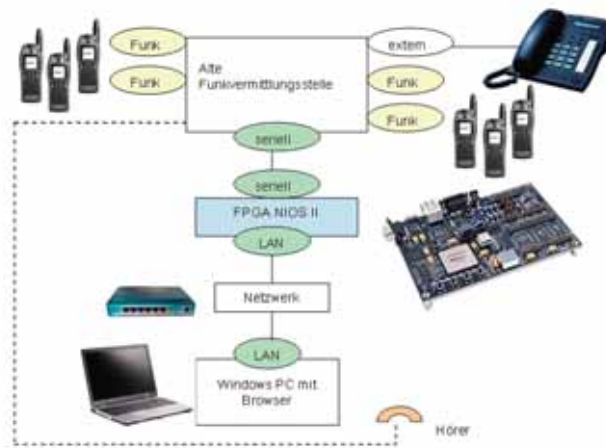 Funk
extern
Alte
Funkvermittlungsstelle
Funk
Funk
Funk
seriell
seriell
FPGA NIOS II
LAN
Netzwerk
LAN
Windows PC mit
Browser
Hörer